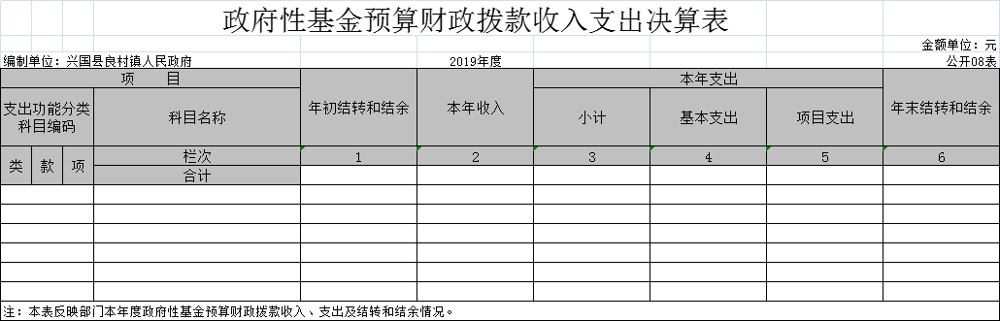 政府性基金预算财政拨款收入支出决算表
金额单位：元
编制单位：兴国县良村镇人民政府 2019年度 公开08表
项 目 年初结转和结余 本年收入 本年支出 年末结转和结余
支出功能分类科目编码 科目名称 小计 基本支出 项目支出
类 款 项 栏次 1 2 3 4 5 6
合计
注：本表反映部门本年度政府性基金预算财政拨款收入、支出及结转和结余情况。